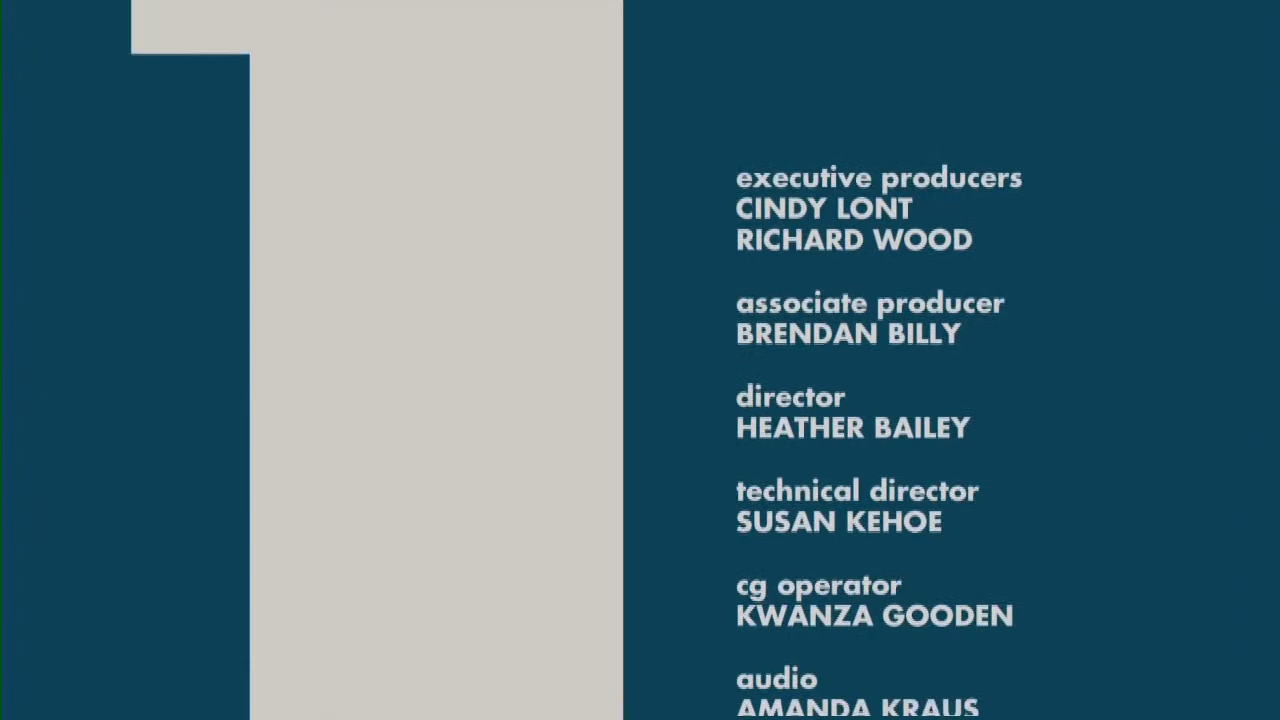 executive producers
CINDY LONT
RICHARD WOOD
associate producer
BRENDAN BILLY
director
HEATHER BAILEY
technical director
SUSAN KEHOE
cg operator
KWANZA GOODEN
audio
AMANDA KRAUS